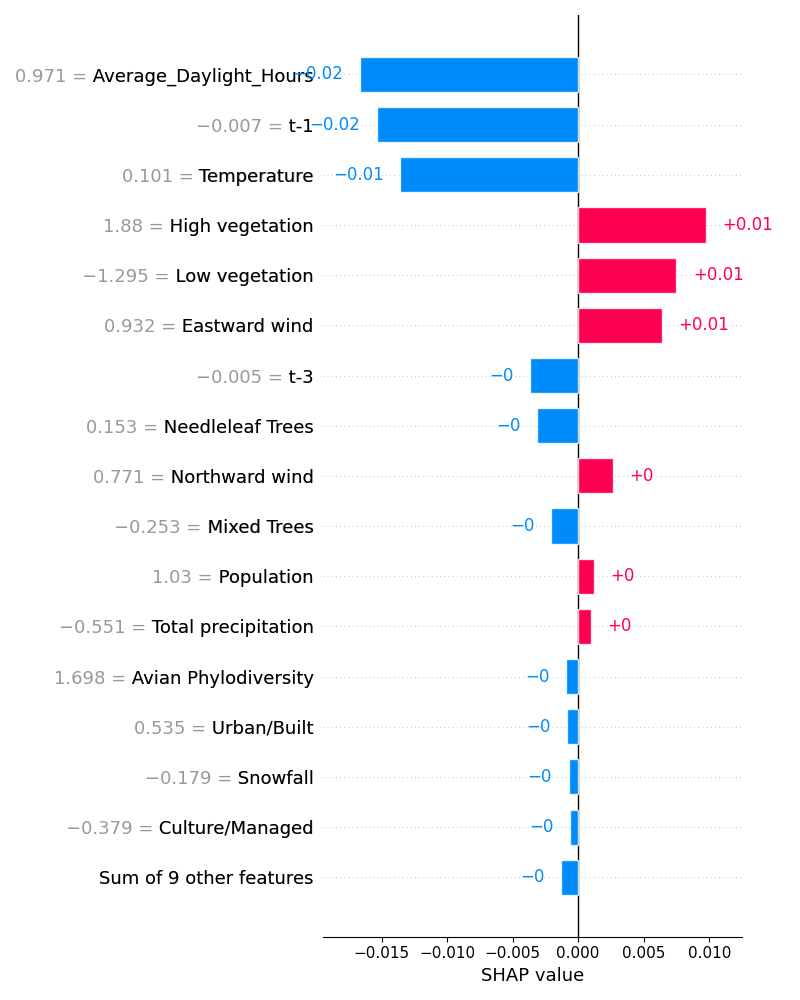 0.971 = Average_Daylight_Hours −0.02
−0.007 = t-1 −0.02
0.101 = Temperature −0.01
1.88 = High vegetation +0.01
−1.295 = Low vegetation +0.01
0.932 = Eastward wind +0.01
−0.005 = t-3 −0
0.153 = Needleleaf Trees −0
0.771 = Northward wind +0
−0.253 = Mixed Trees −0
1.03 = Population +0
−0.551 = Total precipitation +0
1.698 = Avian Phylodiversity −0
0.535 = Urban/Built −0
−0.179 = Snowfall −0
−0.379 = Culture/Managed −0
Sum of 9 other features −0
−0.015 −0.010 −0.005 0.000 0.005 0.010
SHAP value